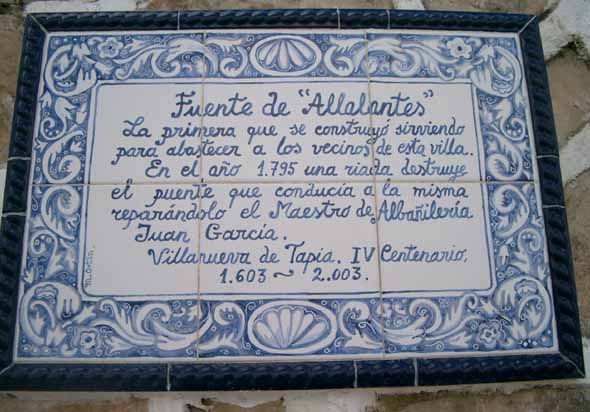 Fuente de "Allalantes"
La primera que se construyó sirviendo
para abastecer a los vecinos de esta villa.
En el año 1.795 una riada destruye
el puente que conducia a la misma
reparándolo el Maestro de Albañilería
Juan García.
Villanueva de Tapia. IV Centenario,
1.603 ~ 2.003.